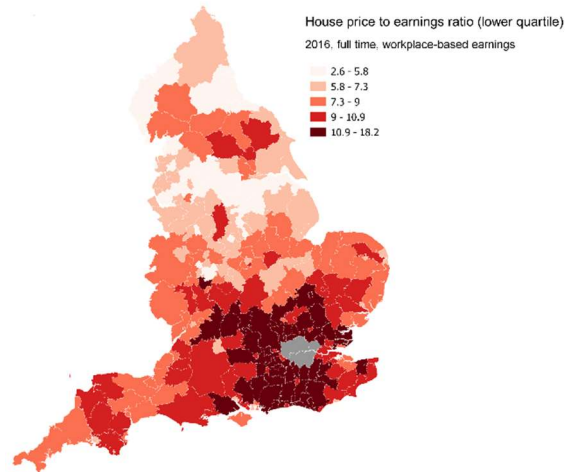 House price to earnings ratio (lower quartile)
2016, full time, workplace-based earnings
2.6 - 5.8
5.8 - 7.3
7.3 - 9
9 - 10.9
10.9 - 18.2